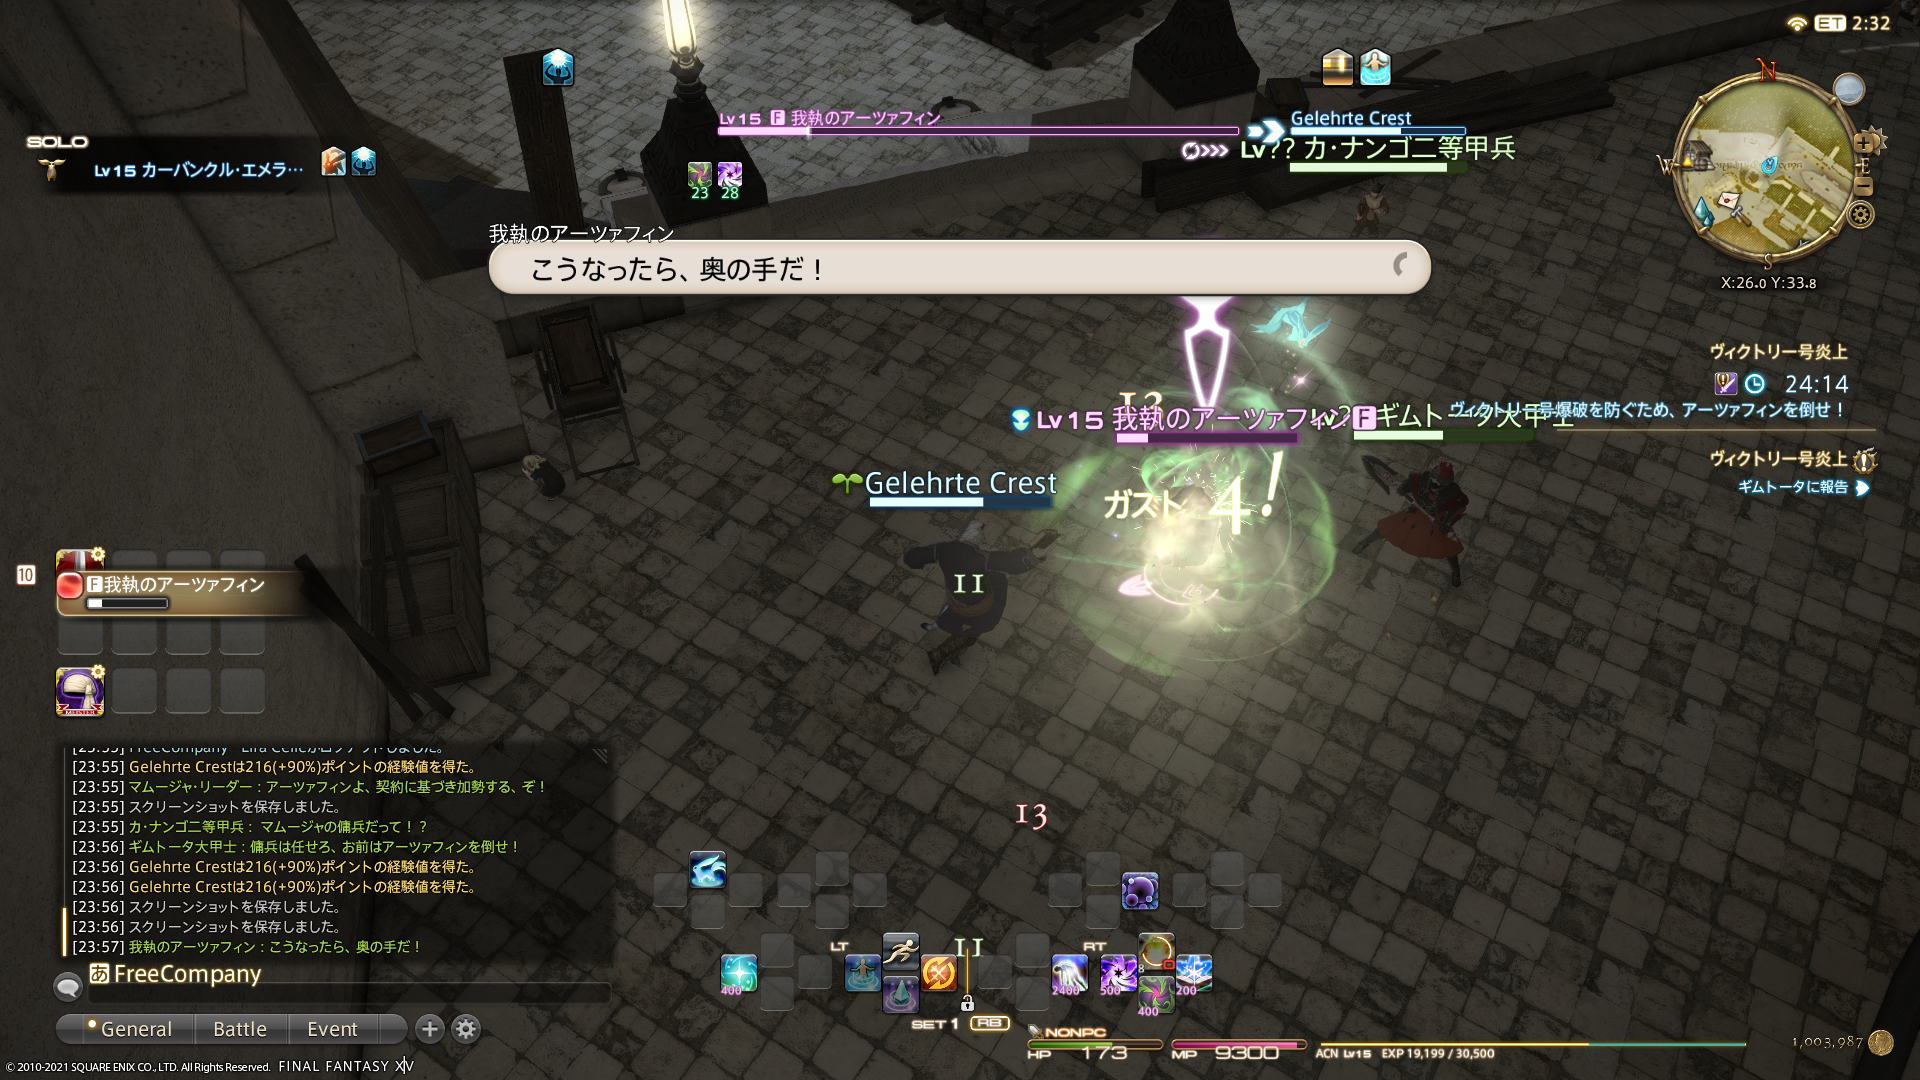 ET 2:32
Lv15 F 我執のアーツァフィン
Gelehrte Crest
Lv?? カ・ナンゴ二等甲兵
SOLO
Lv15 カーバンクル・エメラ…
23 28
N
W
E
S
X:26.0 Y:33.8
我執のアーツァフィン
こうなったら、奥の手だ！
ヴィクトリー号炎上
24:14
ヴィクトリー号爆破を防ぐため、アーツァフィンを倒せ！
ヴィクトリー号炎上
ギムトータに報告
13
Lv15 我執のアーツァフィン
F ギムトータ大甲士
Gelehrte Crest
ガスト 4!
11
10
F 我執のアーツァフィン
MEISTER
[23:55] Gelehrte Crestは216(+90%)ポイントの経験値を得た。
[23:55] マムージャ・リーダー：アーツァフィンよ、契約に基づき加勢する、ぞ！
[23:55] スクリーンショットを保存しました。
[23:55] カ・ナンゴ二等甲兵：マムージャの傭兵だって！？
[23:56] ギムトータ大甲士：傭兵は任せろ、お前はアーツァフィンを倒せ！
[23:56] Gelehrte Crestは216(+90%)ポイントの経験値を得た。
[23:56] Gelehrte Crestは216(+90%)ポイントの経験値を得た。
[23:56] スクリーンショットを保存しました。
[23:56] スクリーンショットを保存しました。
[23:57] 我執のアーツァフィン：こうなったら、奥の手だ！
あ FreeCompany
General Battle Event
13
LT 11 RT
400 2400 500 8 200
400
SET 1 RB
NONPC
HP 173 MP 9300 ACN Lv15 EXP 19,199 / 30,500
1,003,987
© 2010-2021 SQUARE ENIX CO., LTD. All Rights Reserved. FINAL FANTASY XIV